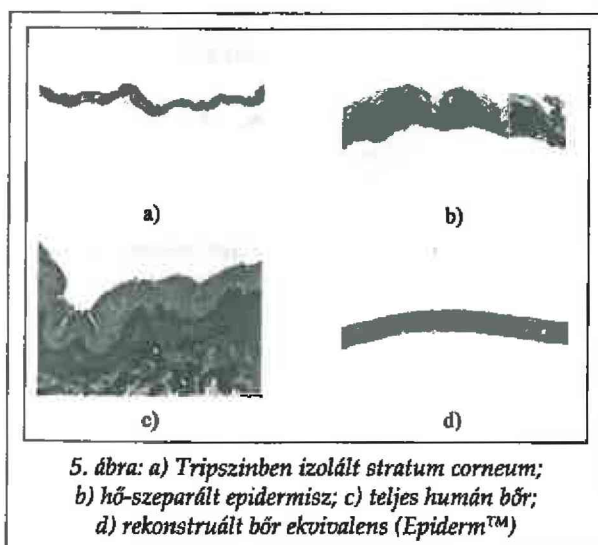 a)
b)
c)
d)
5. ábra: a) Tripszinben izolált stratum corneum;
b) hő-szeparált epidermisz; c) teljes humán bőr;
d) rekonstruált bőr ekvivalens (Epiderm™)